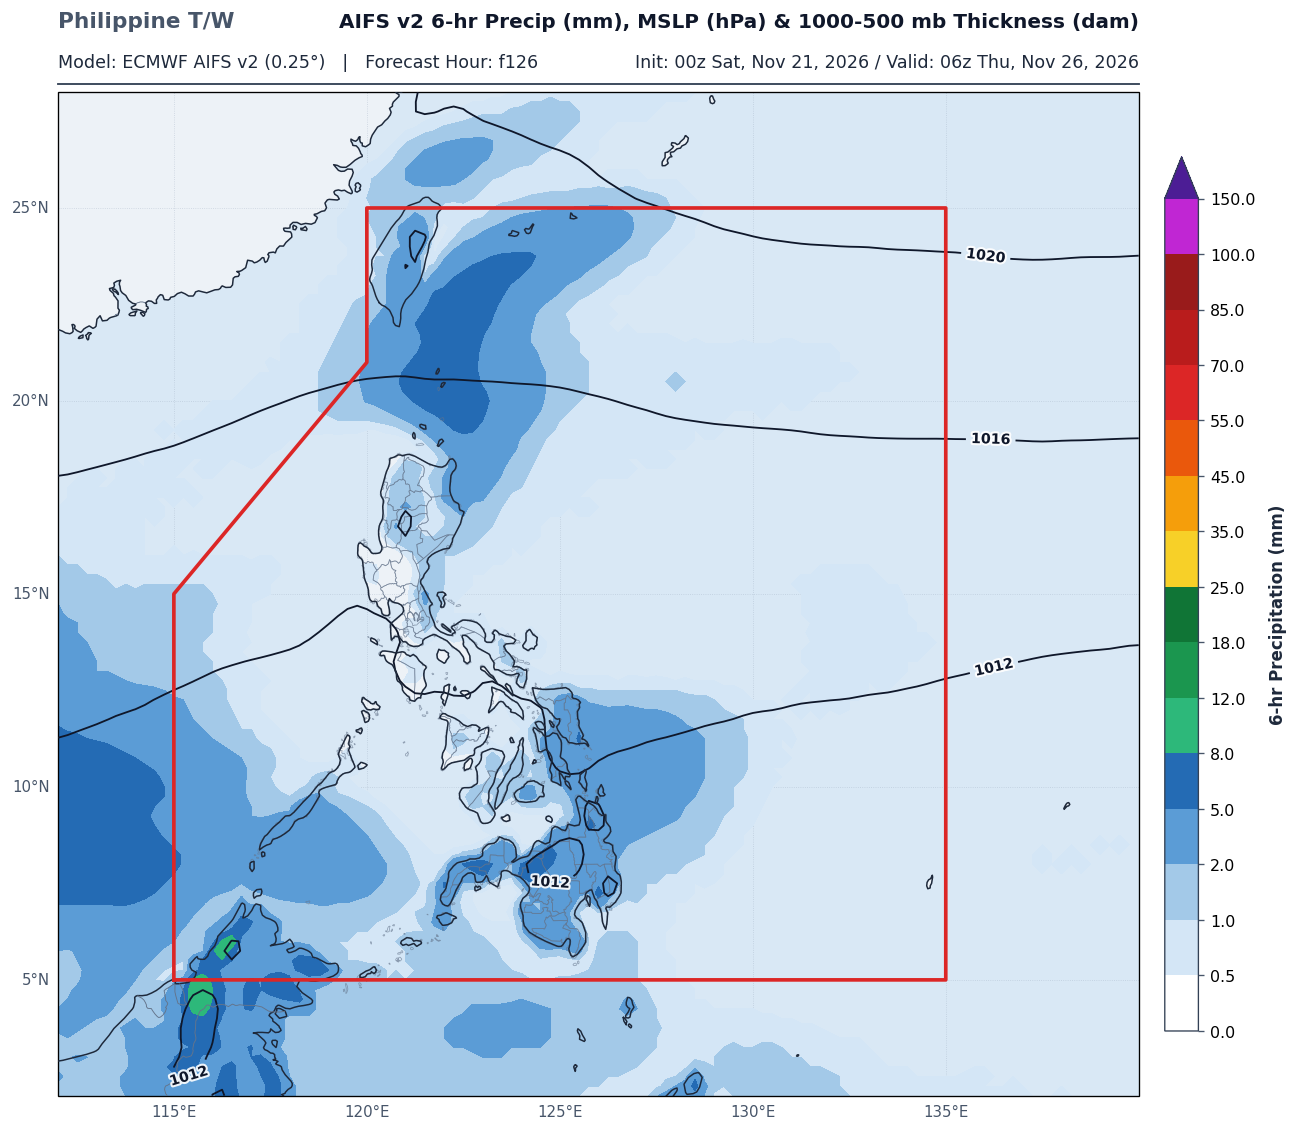 Philippine T/W
AIFS v2 6-hr Precip (mm), MSLP (hPa) & 1000-500 mb Thickness (dam)
Model: ECMWF AIFS v2 (0.25°) | Forecast Hour: f126
Init: 00z Sat, Nov 21, 2026 / Valid: 06z Thu, Nov 26, 2026
25°N
20°N
15°N
10°N
5°N
115°E
120°E
125°E
130°E
135°E
1020
1016
1012
1012
1012
150.0
100.0
85.0
70.0
55.0
45.0
35.0
25.0
18.0
12.0
8.0
5.0
2.0
1.0
0.5
0.0
6-hr Precipitation (mm)